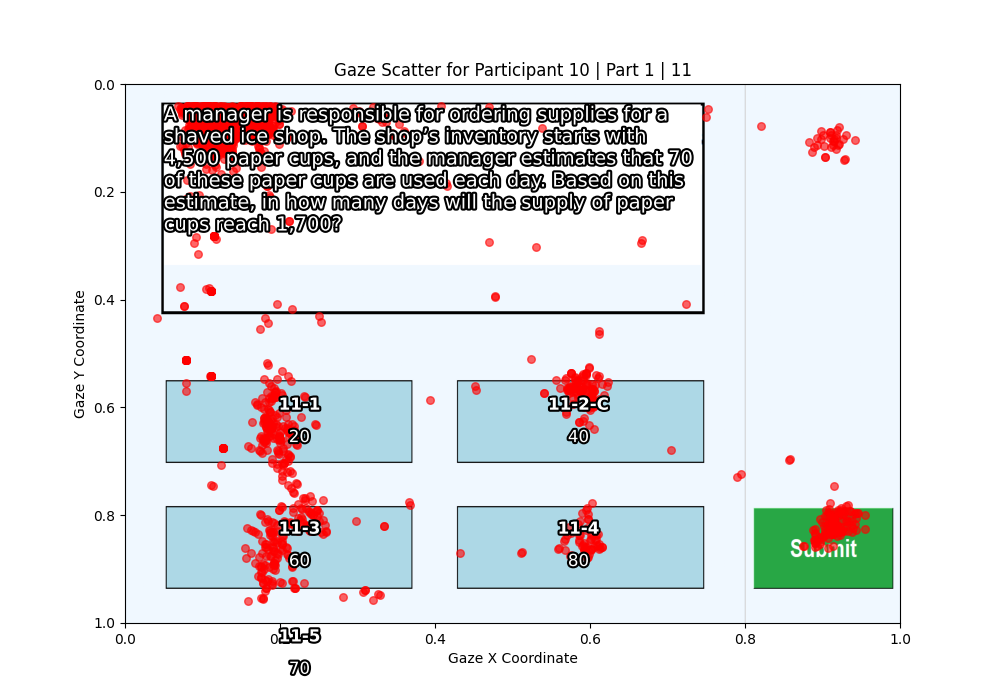 Gaze Scatter for Participant 10 | Part 1 | 11
0.0
0.2
0.4
0.6
0.8
1.0
Gaze Y Coordinate
A manager is responsible for ordering supplies for a
shaved ice shop. The shop's inventory starts with
4,500 paper cups, and the manager estimates that 70
of these paper cups are used each day. Based on this
estimate, in how many days will the supply of paper
cups reach 1,700?
11-1
20
11-2-C
40
11-3
60
11-4
80
Submit
0.0
0.2
0.4
0.6
0.8
1.0
11-5
70
Gaze X Coordinate